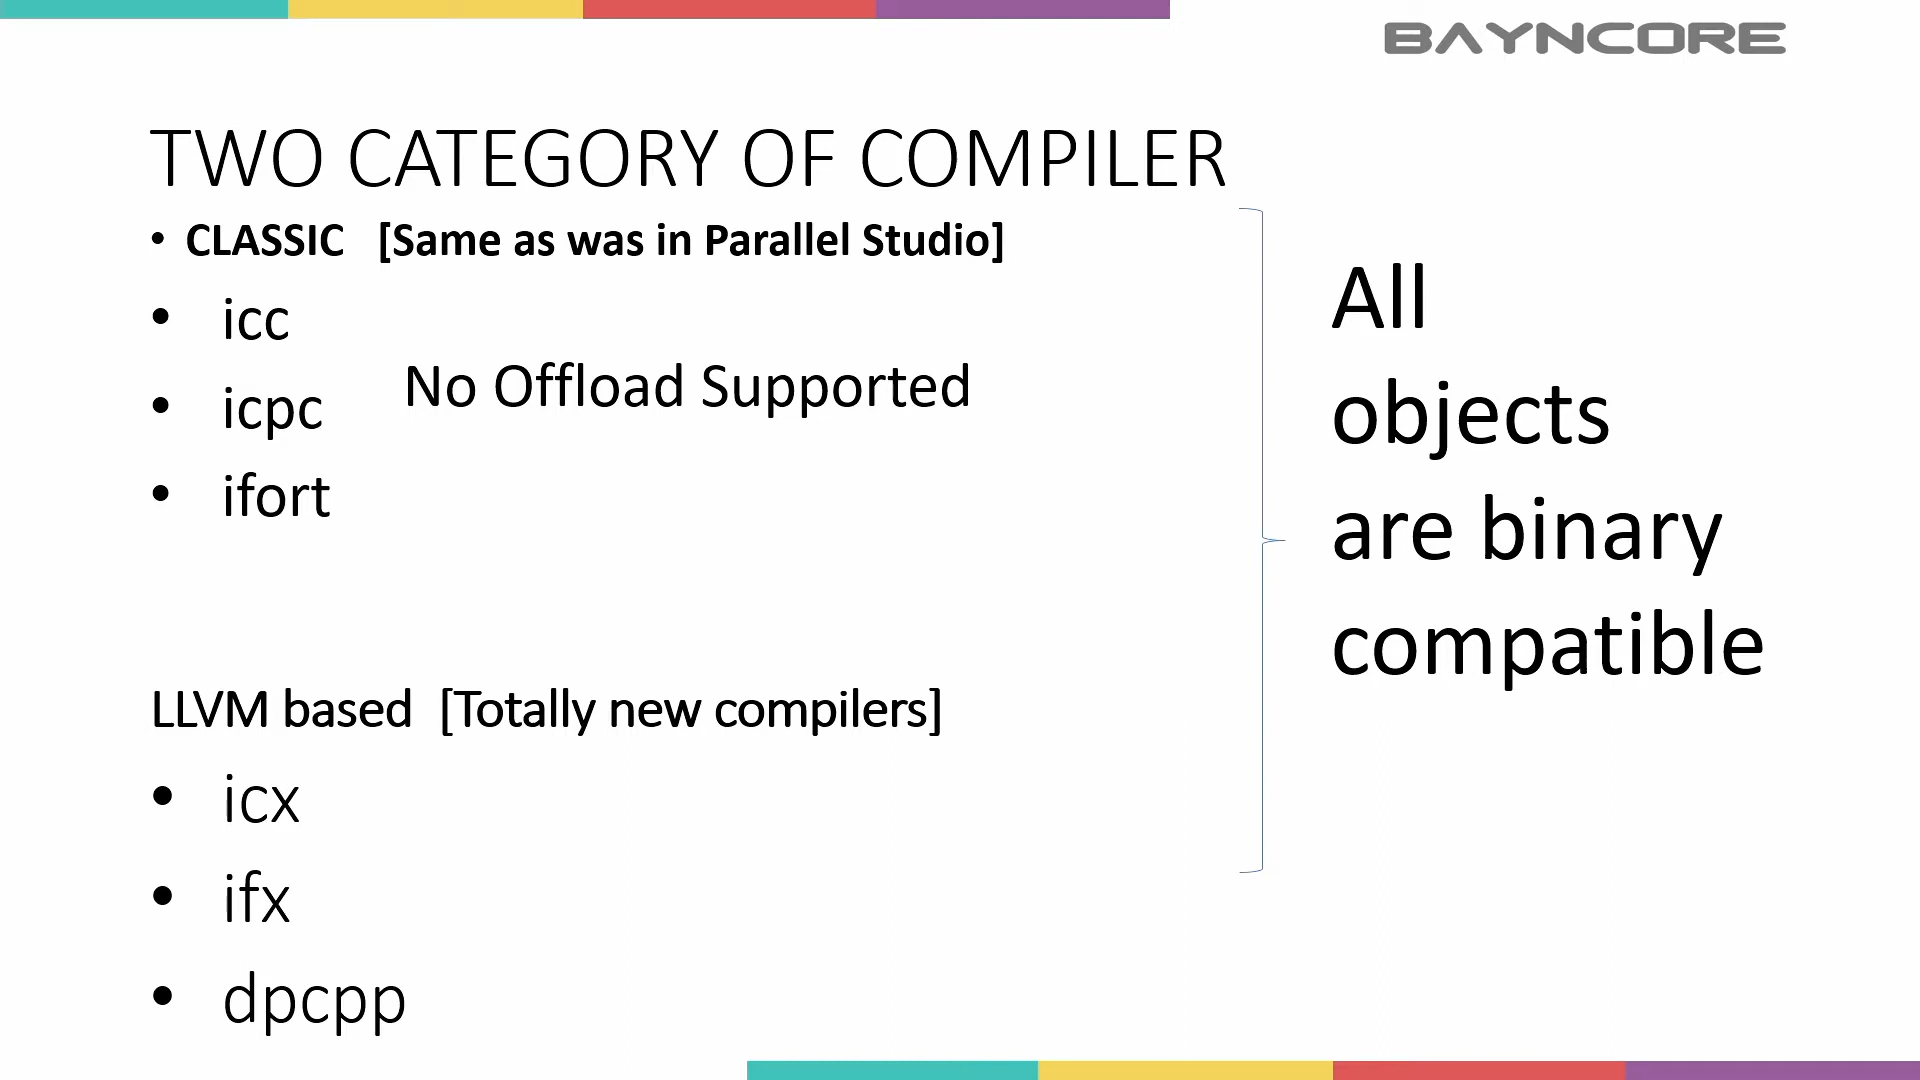 BAYNCORE
TWO CATEGORY OF COMPILER
• CLASSIC [Same as was in Parallel Studio]
• icc
No Offload Supported
• icpc
• ifort
LLVM based [Totally new compilers]
• icx
• ifx
• dpcpp
All
objects
are binary
compatible